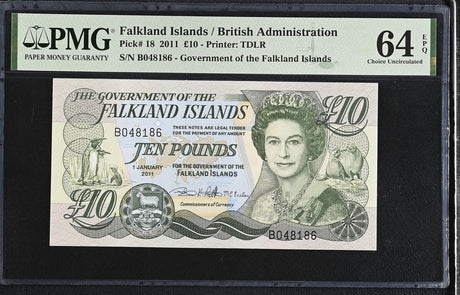 PMG
PAPER MONEY GUARANTY
Falkland Islands / British Administration
Pick# 18 2011 £10 - Printer: TDLR
S/N B048186 - Government of the Falkland Islands
64 EPQ
Choice Uncirculated
THE GOVERNMENT OF THE
FALKLAND ISLANDS
£10
B048186
THESE NOTES ARE LEGAL TENDER
FOR THE PAYMENT OF ANY AMOUNT
TEN POUNDS
1 JANUARY
2011
FOR THE GOVERNMENT OF THE
FALKLAND ISLANDS
£10
Commissioners of Currency
B048186